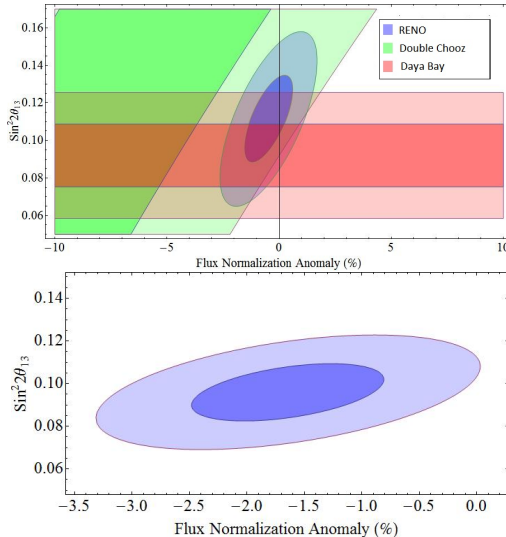 0.16
0.14
0.12
0.10
0.08
0.06
Sin²2θ₁₃
RENO
Double Chooz
Daya Bay
−10 −5 0 5 10
Flux Normalization Anomaly (%)
0.14
0.12
0.10
0.08
0.06
Sin²2θ₁₃
−3.5 −3.0 −2.5 −2.0 −1.5 −1.0 −0.5 0.0
Flux Normalization Anomaly (%)